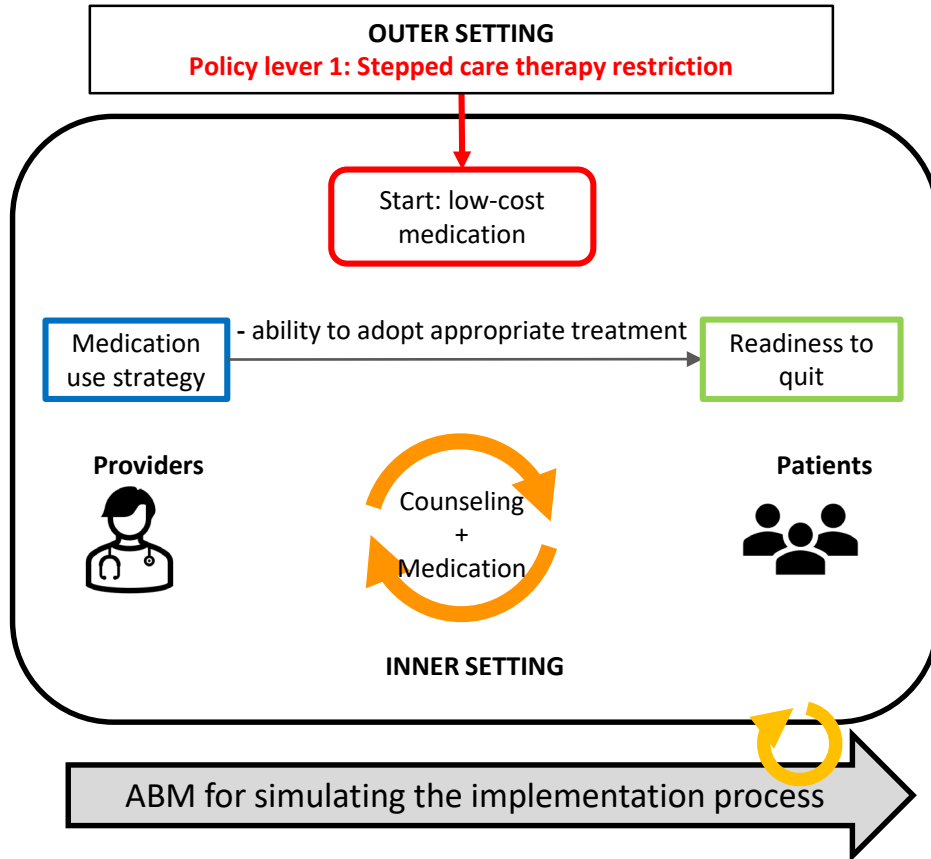 OUTER SETTING
Policy lever 1: Stepped care therapy restriction
Start: low-cost
medication
- ability to adopt appropriate treatment
Medication
use strategy
Readiness to
quit
Providers
Patients
Counseling
+
Medication
INNER SETTING
ABM for simulating the implementation process